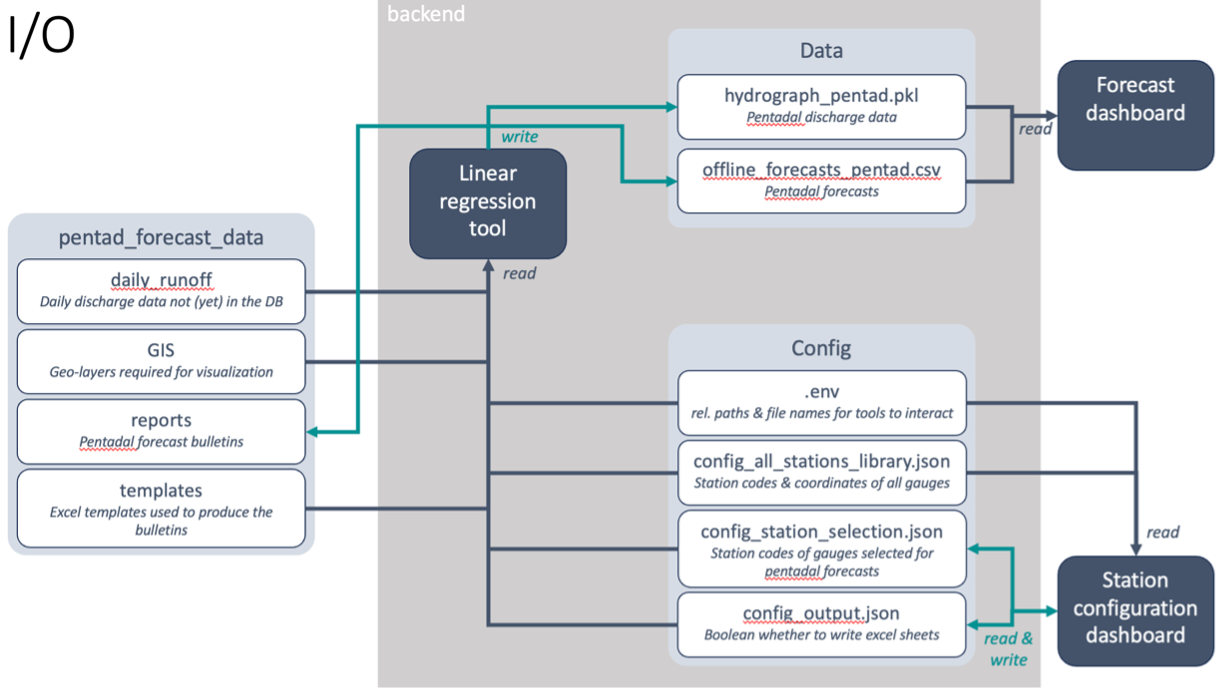 I/O
backend
Data
hydrograph_pentad.pkl
Pentadal discharge data
offline_forecasts_pentad.csv
Pentadal forecasts
Forecast
dashboard
read
write
Linear
regression
tool
read
pentad_forecast_data
daily_runoff
Daily discharge data not (yet) in the DB
GIS
Geo-layers required for visualization
reports
Pentadal forecast bulletins
templates
Excel templates used to produce the
bulletins
Config
.env
rel. paths & file names for tools to interact
config_all_stations_library.json
Station codes & coordinates of all gauges
config_station_selection.json
Station codes of gauges selected for
pentadal forecasts
config_output.json
Boolean whether to write excel sheets
read
Station
configuration
dashboard
read &
write